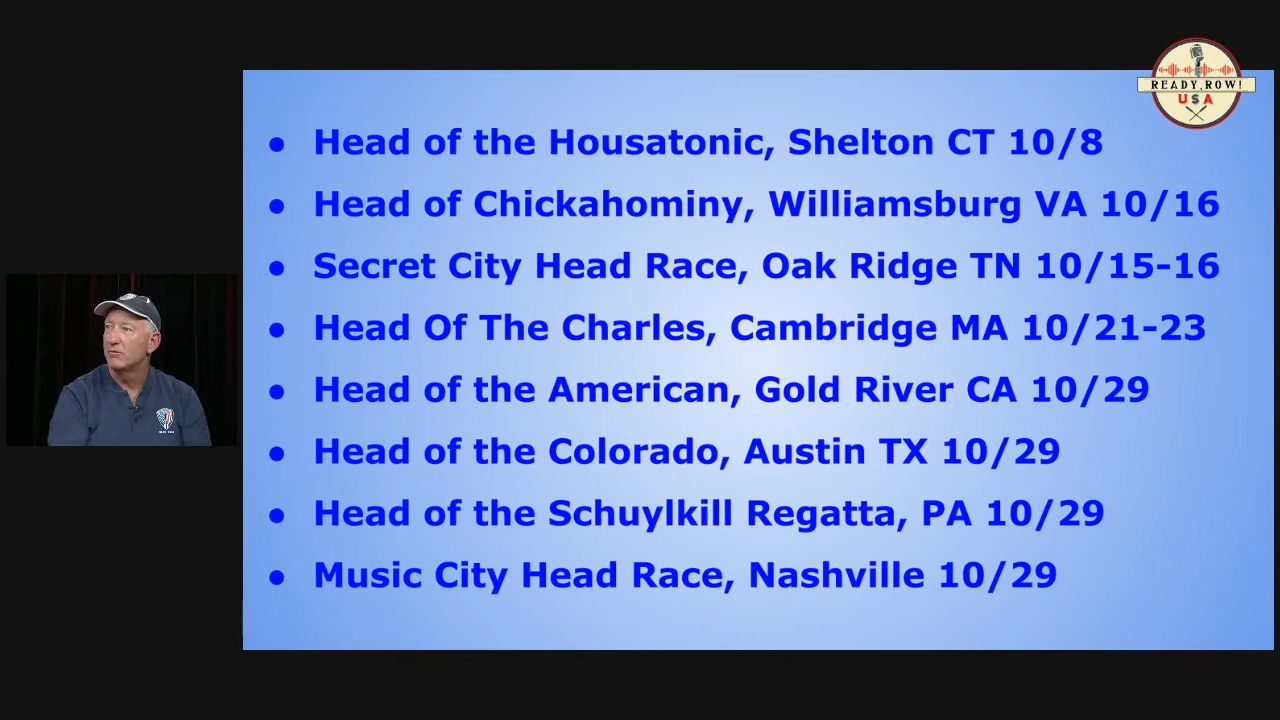 READY, ROW!
USA
● Head of the Housatonic, Shelton CT 10/8
● Head of Chickahominy, Williamsburg VA 10/16
● Secret City Head Race, Oak Ridge TN 10/15-16
● Head Of The Charles, Cambridge MA 10/21-23
● Head of the American, Gold River CA 10/29
● Head of the Colorado, Austin TX 10/29
● Head of the Schuylkill Regatta, PA 10/29
● Music City Head Race, Nashville 10/29